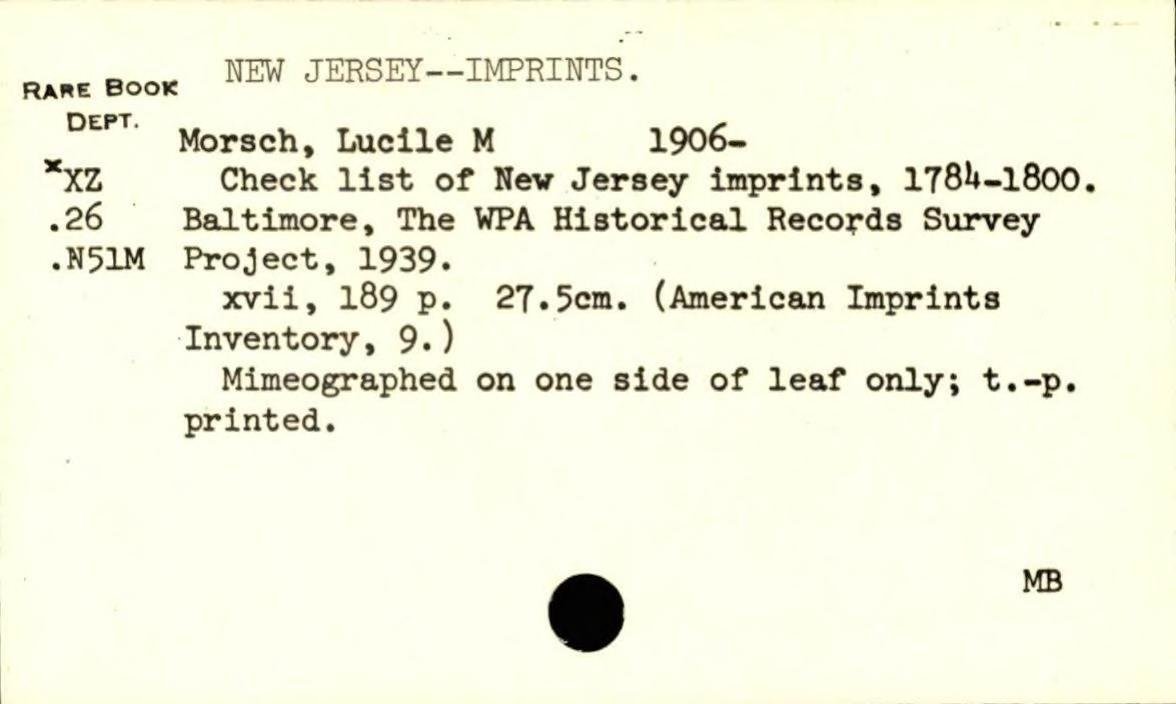 NEW JERSEY--IMPRINTS.
RARE BOOK
DEPT.
Morsch, Lucile M 1906-
*XZ Check list of New Jersey imprints, 1784-1800.
.26 Baltimore, The WPA Historical Records Survey
.N51M Project, 1939.
xvii, 189 p. 27.5cm. (American Imprints
Inventory, 9.)
Mimeographed on one side of leaf only; t.-p.
printed.
MB